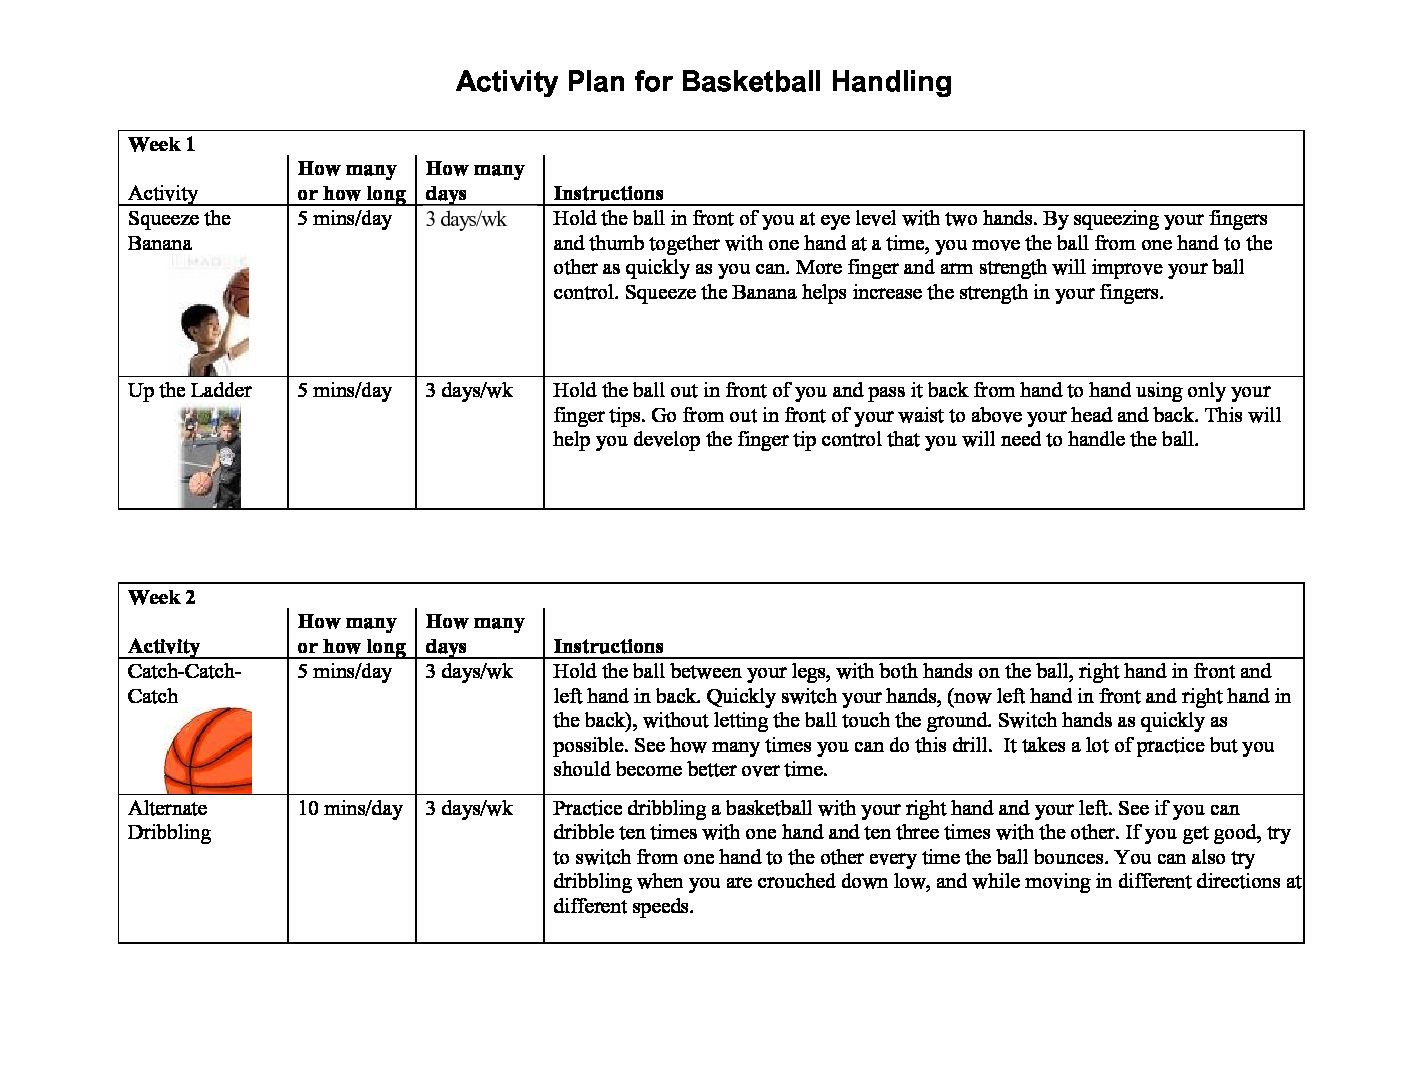 Activity Plan for Basketball Handling
Week 1
Activity
How many
or how long
How many
days
Instructions
Squeeze the
Banana
5 mins/day
3 days/wk
Hold the ball in front of you at eye level with two hands. By squeezing your fingers
and thumb together with one hand at a time, you move the ball from one hand to the
other as quickly as you can. More finger and arm strength will improve your ball
control. Squeeze the Banana helps increase the strength in your fingers.
Up the Ladder
5 mins/day
3 days/wk
Hold the ball out in front of you and pass it back from hand to hand using only your
finger tips. Go from out in front of your waist to above your head and back. This will
help you develop the finger tip control that you will need to handle the ball.
Week 2
Activity
How many
or how long
How many
days
Instructions
Catch-Catch-
Catch
5 mins/day
3 days/wk
Hold the ball between your legs, with both hands on the ball, right hand in front and
left hand in back. Quickly switch your hands, (now left hand in front and right hand in
the back), without letting the ball touch the ground. Switch hands as quickly as
possible. See how many times you can do this drill.  It takes a lot of practice but you
should become better over time.
Alternate
Dribbling
10 mins/day
3 days/wk
Practice dribbling a basketball with your right hand and your left. See if you can
dribble ten times with one hand and ten three times with the other. If you get good, try
to switch from one hand to the other every time the ball bounces. You can also try
dribbling when you are crouched down low, and while moving in different directions at
different speeds.